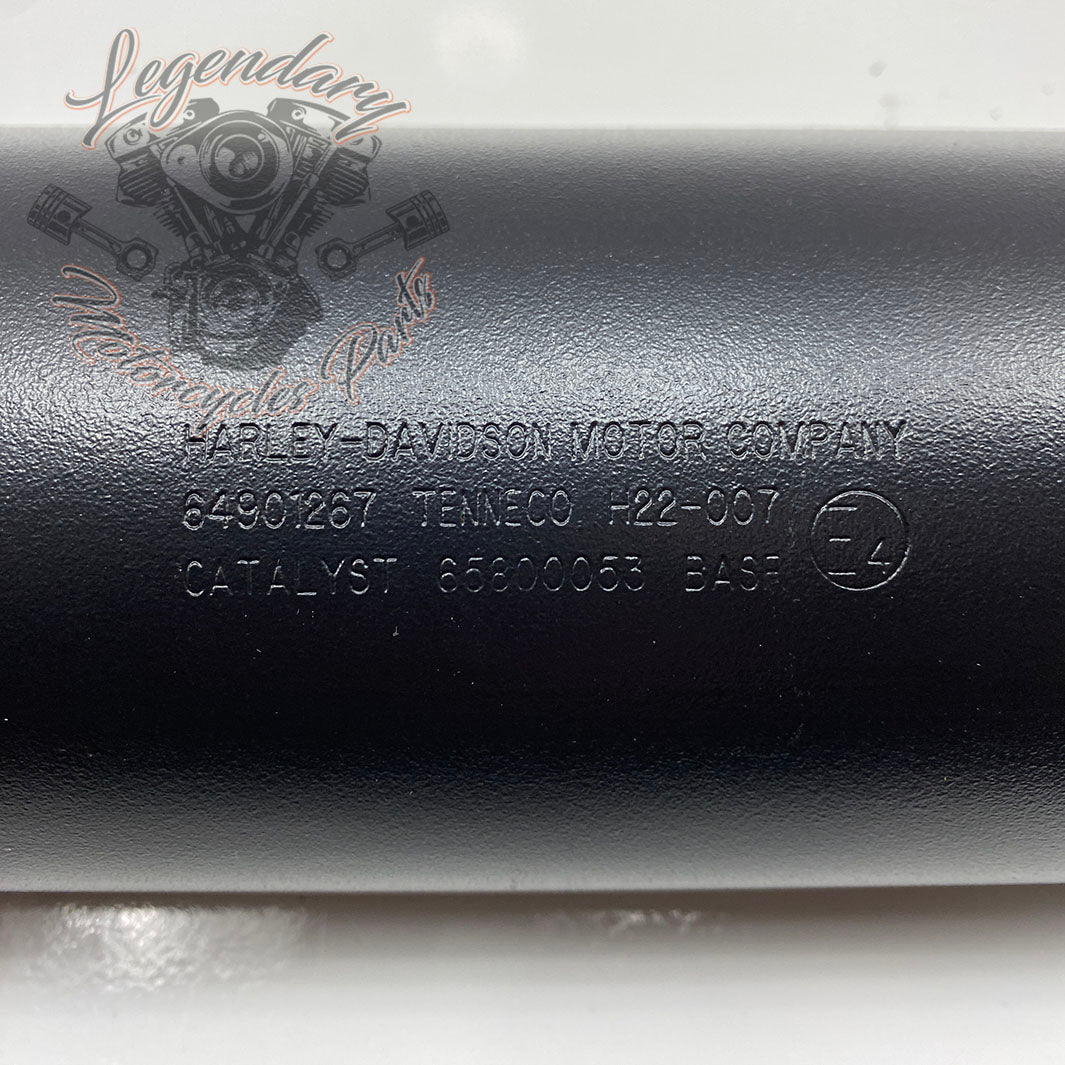 Legendary
Motorcycles Parts
HARLEY-DAVIDSON MOTOR COMPANY
64901267 TENNECO H22-007
CATALYST 65800053 BASF
E4